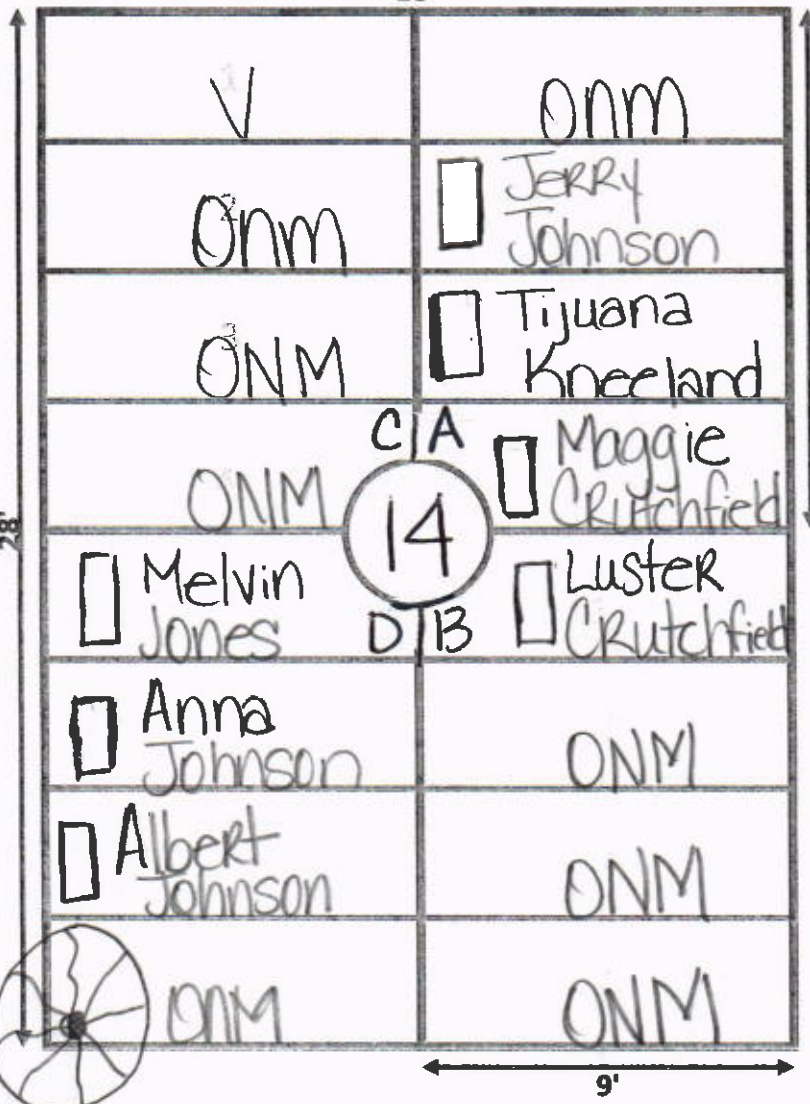 V
Onm
Onm
Jerry
Johnson
ONM
Tijuana
Kneeland
C A
ONM
Maggie
Crutchfield
14
Melvin
Jones
Luster
Crutchfield
D B
Anna
Johnson
ONM
Albert
Johnson
ONM
Onm
ONM
28'
9'